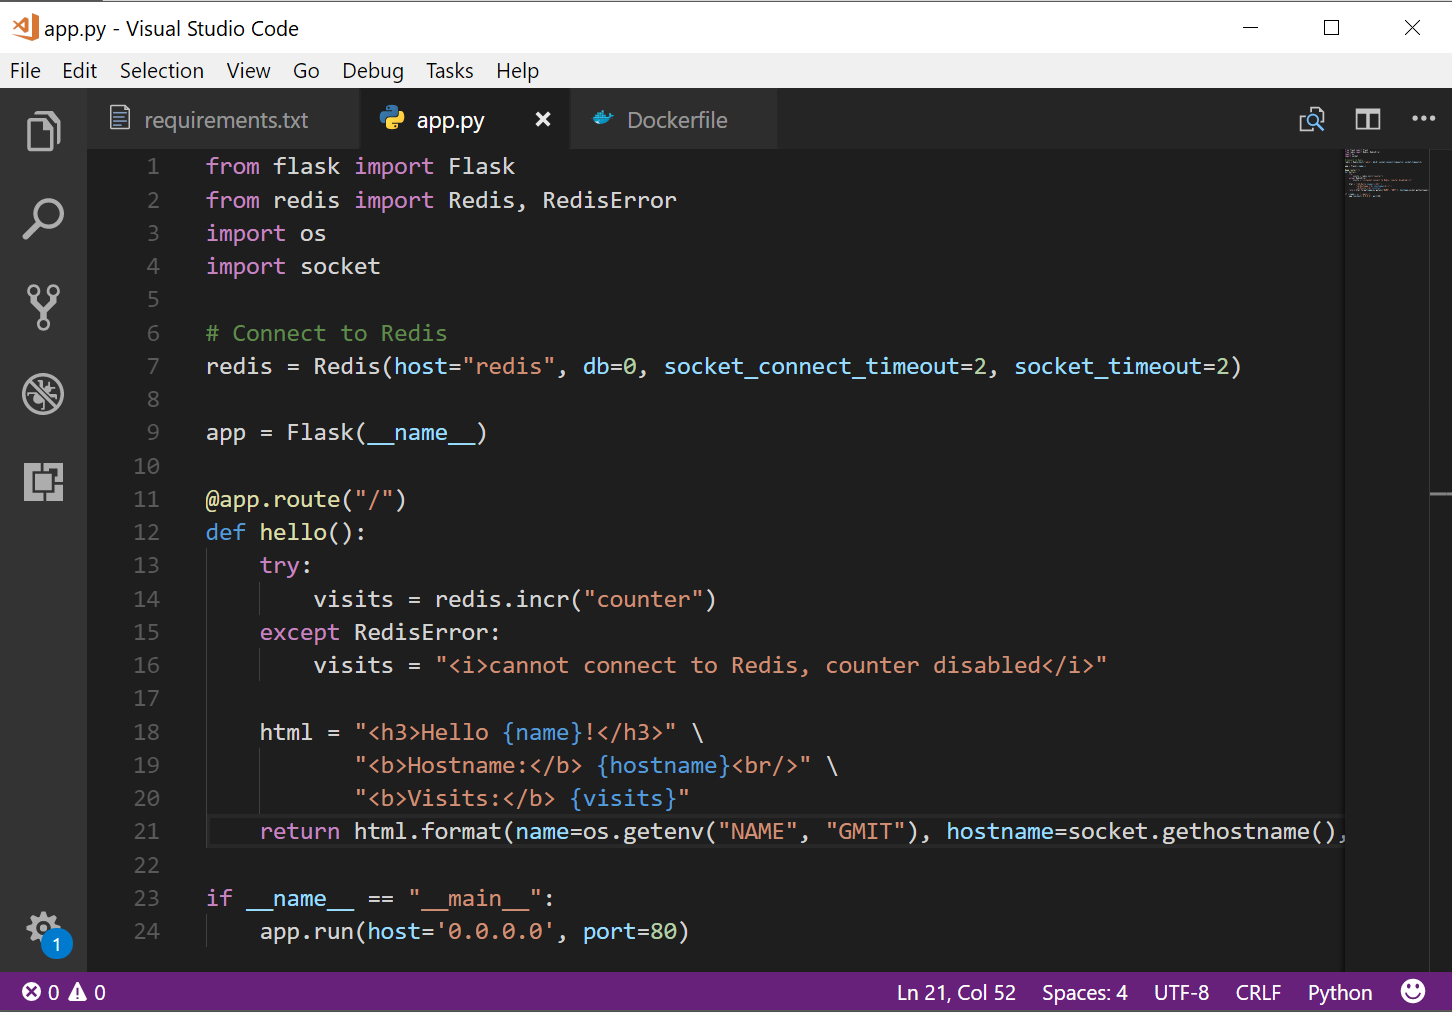 app.py - Visual Studio Code
File Edit Selection View Go Debug Tasks Help
requirements.txt app.py Dockerfile
1 from flask import Flask
2 from redis import Redis, RedisError
3 import os
4 import socket
5
6 # Connect to Redis
7 redis = Redis(host="redis", db=0, socket_connect_timeout=2, socket_timeout=2)
8
9 app = Flask(__name__)
10
11 @app.route("/")
12 def hello():
13     try:
14         visits = redis.incr("counter")
15     except RedisError:
16         visits = "<i>cannot connect to Redis, counter disabled</i>"
17
18     html = "<h3>Hello {name}!</h3>" \
19            "<b>Hostname:</b> {hostname}<br/>" \
20            "<b>Visits:</b> {visits}"
21     return html.format(name=os.getenv("NAME", "GMIT"), hostname=socket.gethostname(),
22
23 if __name__ == "__main__":
24     app.run(host='0.0.0.0', port=80)
1
0 0 Ln 21, Col 52 Spaces: 4 UTF-8 CRLF Python